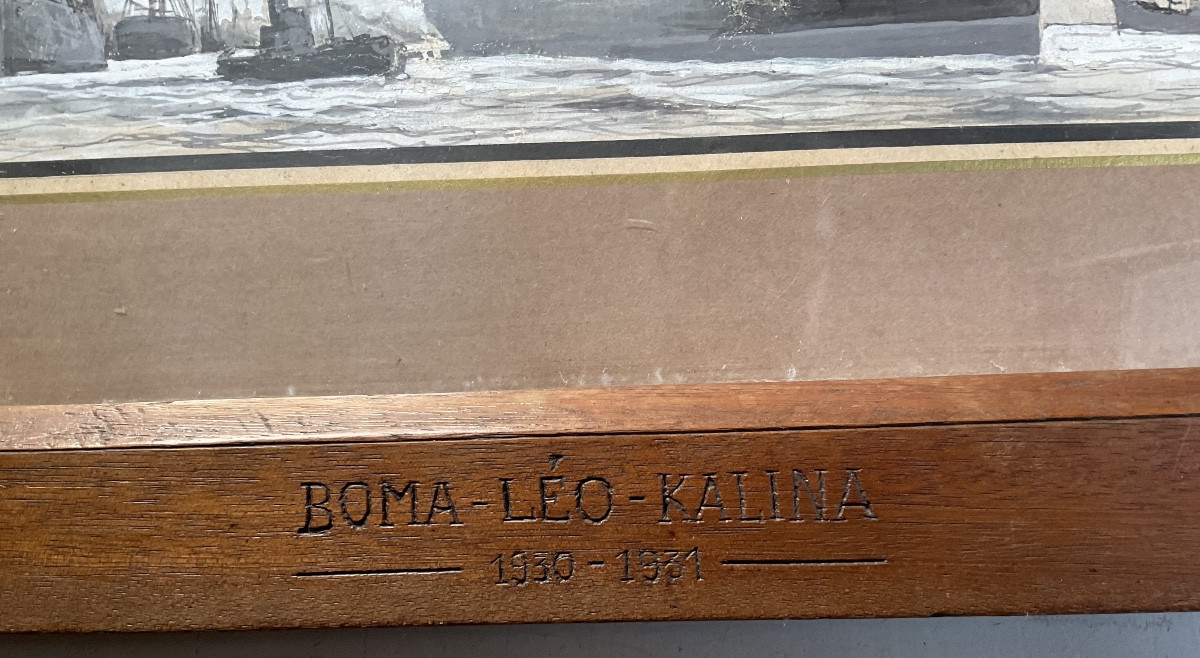 BOMA - LÉO - KALINA
1930 - 1931